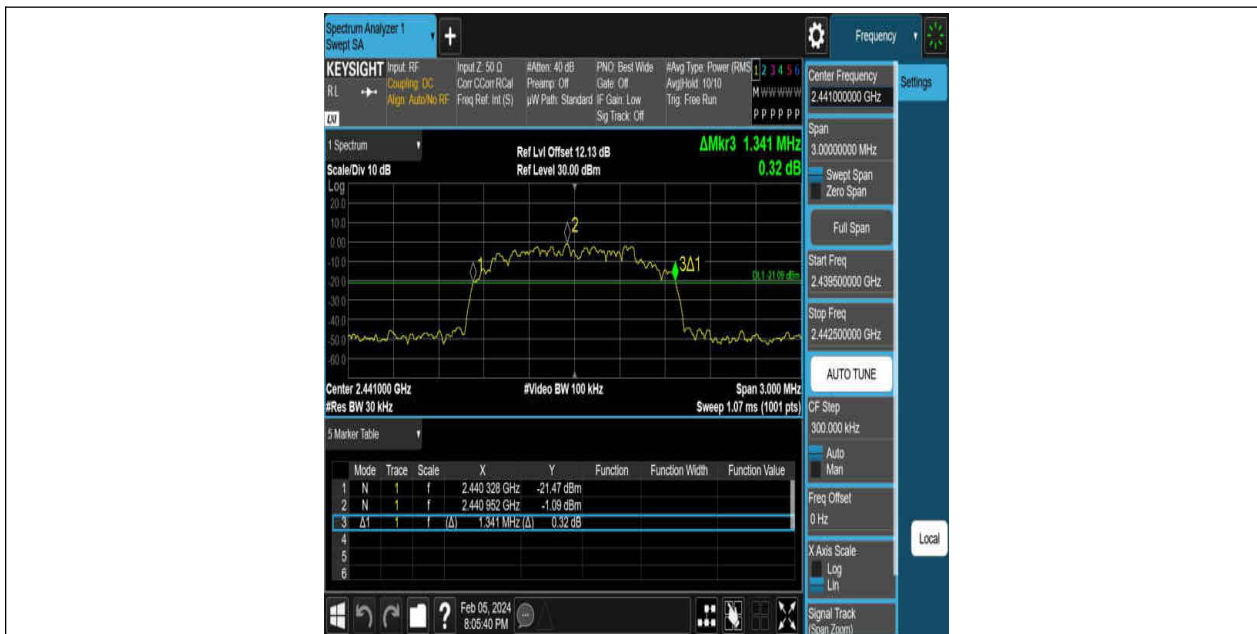 Spectrum Analyzer 1
Swept SA
+
Frequency
KEYSIGHT Input: RF Input Z: 50 Ω #Atten: 40 dB PNO: Best Wide #Avg Type: Power (RMS 1 2 3 4 5 6
RL Coupling: DC Corr CCorr RCal Preamp: Off Gate: Off Avg|Hold: 10/10 M W W W W W
Align: Auto/No RF Freq Ref: Int (S) µW Path: Standard IF Gain: Low Trig: Free Run
LXI Sig Track: Off P P P P P P
1 Spectrum
Ref Lvl Offset 12.13 dB ΔMkr3 1.341 MHz
Scale/Div 10 dB Ref Level 30.00 dBm 0.32 dB
Log
20.0
10.0
0.00
-10.0
-20.0
-30.0
-40.0
-50.0
-60.0
1
2
3Δ1
DL1 -21.09 dBm
Center 2.441000 GHz #Video BW 100 kHz Span 3.000 MHz
#Res BW 30 kHz Sweep 1.07 ms (1001 pts)
5 Marker Table
Mode Trace Scale X Y Function Function Width Function Value
1 N 1 f 2.440 328 GHz -21.47 dBm
2 N 1 f 2.440 952 GHz -1.09 dBm
3 Δ1 1 f (Δ) 1.341 MHz (Δ) 0.32 dB
4
5
6
Feb 05, 2024
8:05:40 PM
Center Frequency
2.441000000 GHz
Settings
Span
3.00000000 MHz
Swept Span
Zero Span
Full Span
Start Freq
2.439500000 GHz
Stop Freq
2.442500000 GHz
AUTO TUNE
CF Step
300.000 kHz
Auto
Man
Freq Offset
0 Hz
Local
X Axis Scale
Log
Lin
Signal Track
(Span Zoom)